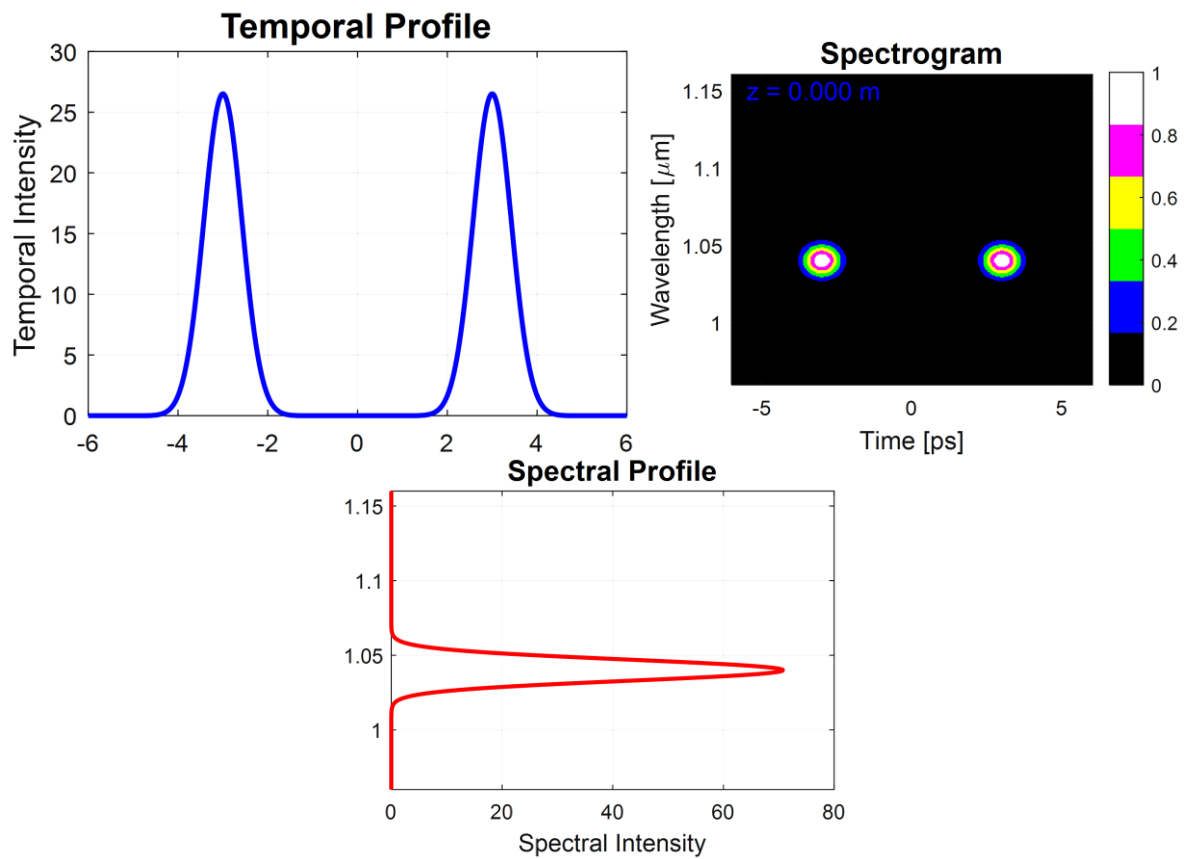 Temporal Profile
30
25
20
15
10
5
0
Temporal Intensity
-6 -4 -2 0 2 4 6
Spectrogram
z = 0.000 m
1.15
1.1
1.05
1
Wavelength [μm]
-5 0 5
Time [ps]
1
0.8
0.6
0.4
0.2
0
Spectral Profile
1.15
1.1
1.05
1
0 20 40 60 80
Spectral Intensity